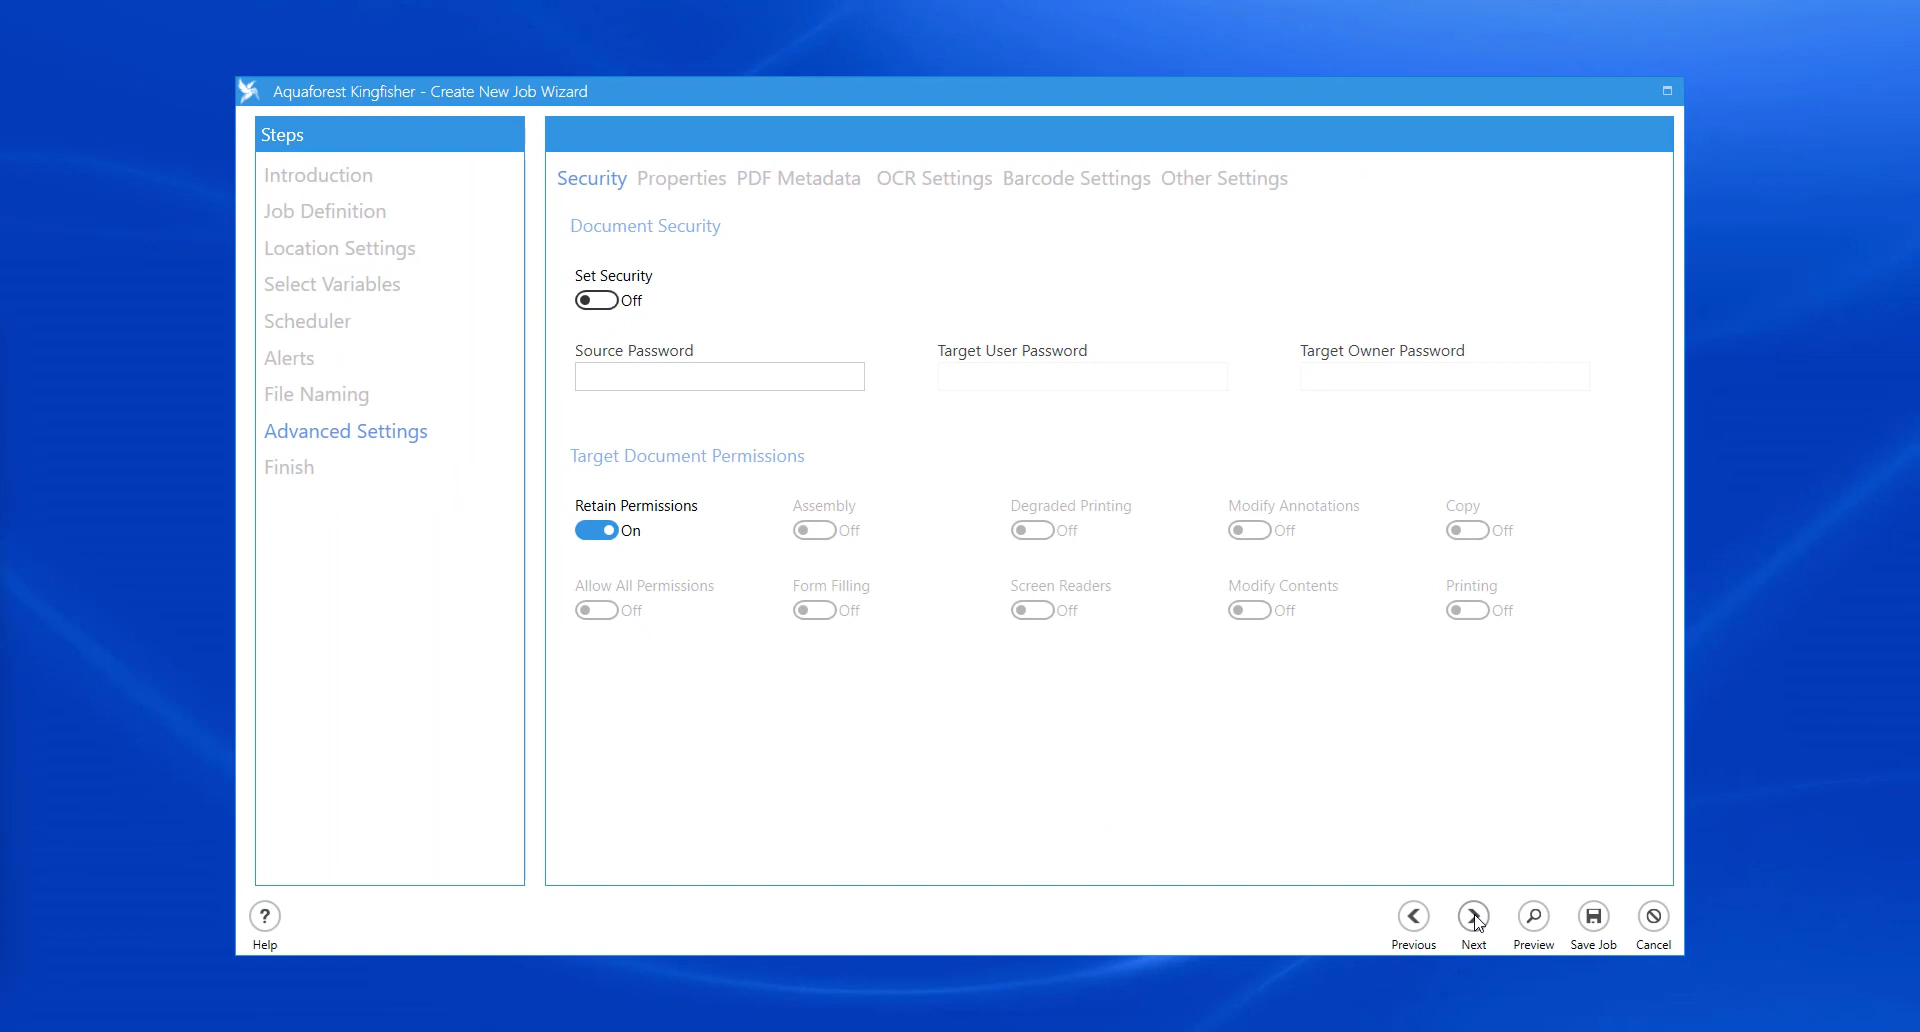 Aquaforest Kingfisher - Create New Job Wizard
Steps
Introduction
Job Definition
Location Settings
Select Variables
Scheduler
Alerts
File Naming
Advanced Settings
Finish
Security Properties PDF Metadata OCR Settings Barcode Settings Other Settings
Document Security
Set Security
Off
Source Password Target User Password Target Owner Password
Target Document Permissions
Retain Permissions Assembly Degraded Printing Modify Annotations Copy
On Off Off Off Off
Allow All Permissions Form Filling Screen Readers Modify Contents Printing
Off Off Off Off Off
?
Help Previous Next Preview Save Job Cancel